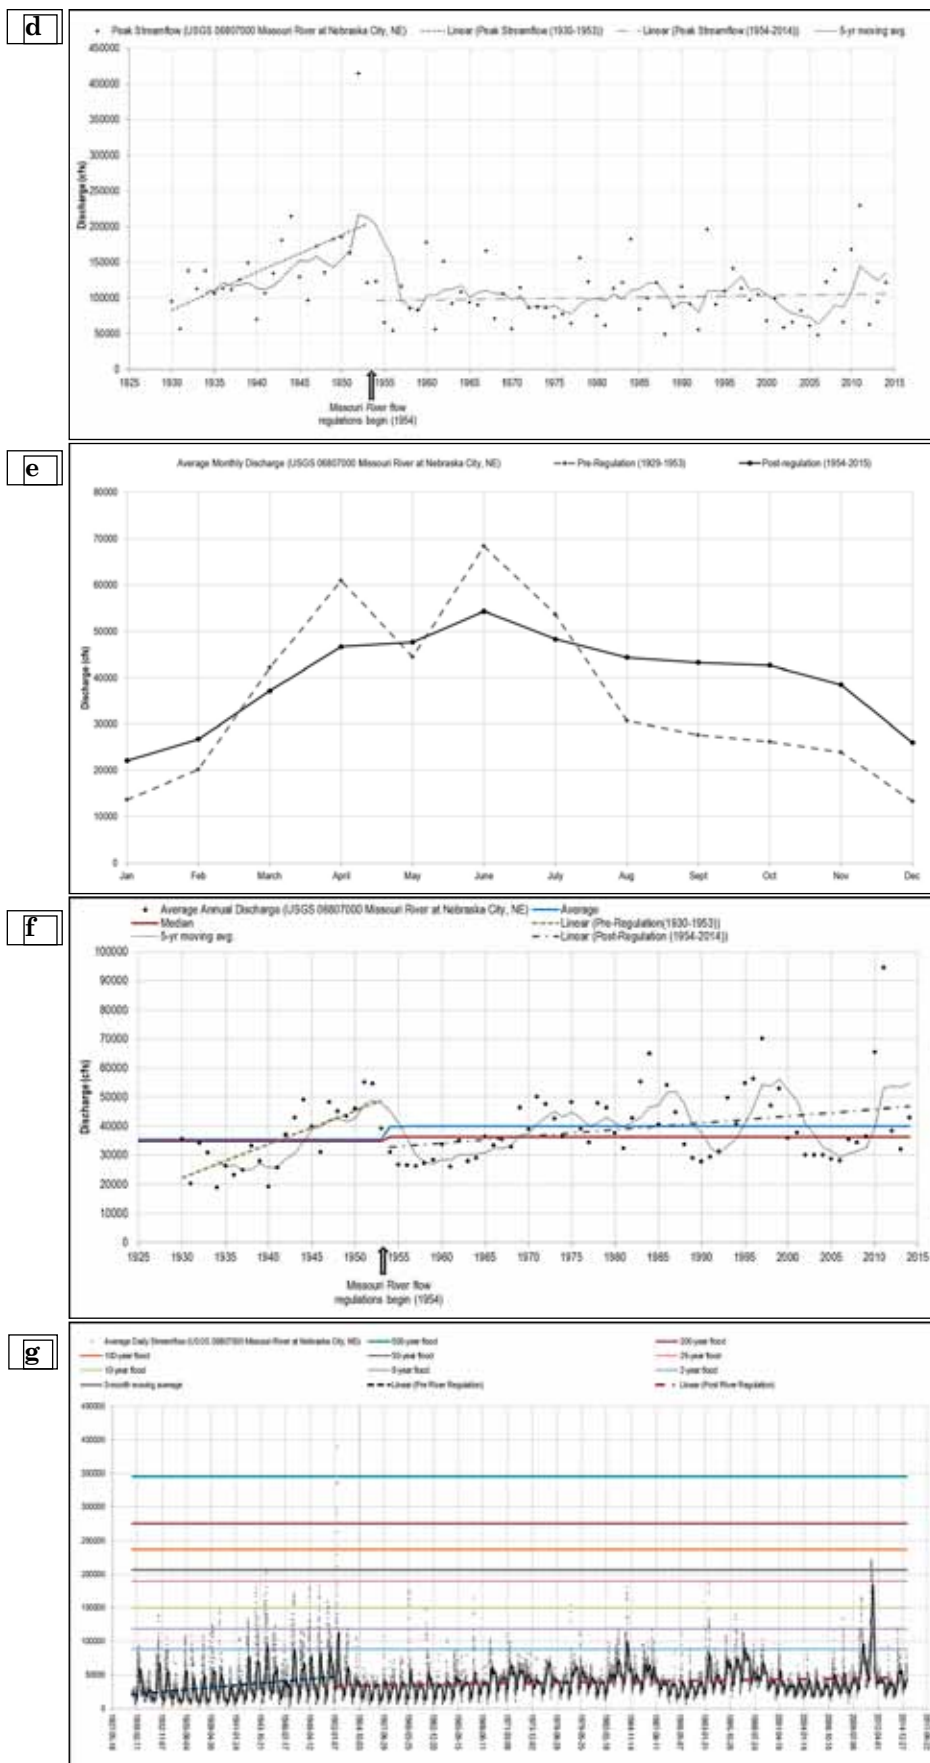 d
Peak Streamflow (USGS 06807000 Missouri River at Nebraska City, NE) Linear (Peak Streamflow (1930-1953)) Linear (Peak Streamflow (1954-2014)) 5-yr moving avg.
450000
400000
350000
300000
250000
200000
150000
100000
50000
0
Discharge (cfs)
1925 1930 1935 1940 1945 1950 1955 1960 1965 1970 1975 1980 1985 1990 1995 2000 2005 2010 2015
Missouri River flow
regulations begin (1954)
e
Average Monthly Discharge (USGS 06807000 Missouri River at Nebraska City, NE) Pre-Regulation (1929-1953) Post-regulation (1954-2015)
80000
70000
60000
50000
40000
30000
20000
10000
0
Discharge (cfs)
Jan Feb March April May June July Aug Sept Oct Nov Dec
f
Average Annual Discharge (USGS 06807000 Missouri River at Nebraska City, NE) Average
Median Linear (Pre-Regulation(1930-1953))
5-yr moving avg. Linear (Post-Regulation (1954-2014))
100000
90000
80000
70000
60000
50000
40000
30000
20000
10000
0
Discharge (cfs)
1925 1930 1935 1940 1945 1950 1955 1960 1965 1970 1975 1980 1985 1990 1995 2000 2005 2010 2015
Missouri River flow
regulations begin (1954)
g
Average Daily Streamflow (USGS 06807000 Missouri River at Nebraska City, NE) 500-year flood 200-year flood
100-year flood 50-year flood 25-year flood
10-year flood 5-year flood 2-year flood
3-month moving average Linear (Pre River Regulation) Linear (Post River Regulation)
450000
400000
350000
300000
250000
200000
150000
100000
50000
0